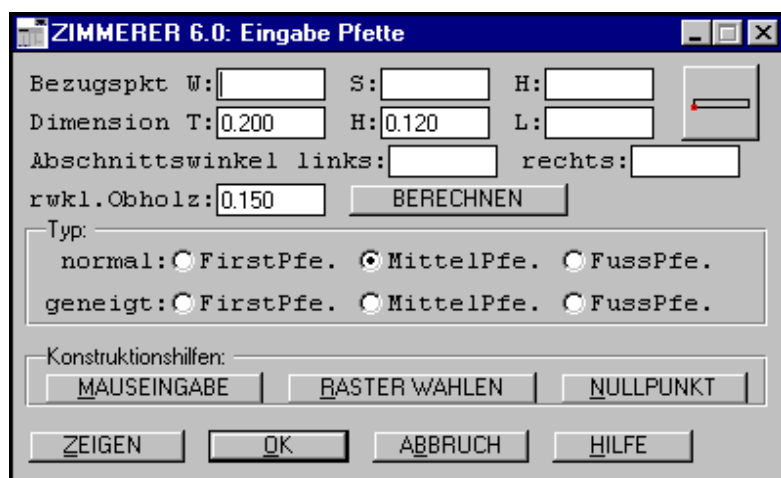 ZIMMERER 6.0: Eingabe Pfette
Bezugspkt W: S: H:
Dimension T: 0.200 H: 0.120 L:
Abschnittswinkel links: rechts:
rwkl.Obholz: 0.150 BERECHNEN
Typ:
normal: FirstPfe. MittelPfe. FussPfe.
geneigt: FirstPfe. MittelPfe. FussPfe.
Konstruktionshilfen:
MAUSEINGABE RASTER WAHLEN NULLPUNKT
ZEIGEN OK ABBRUCH HILFE